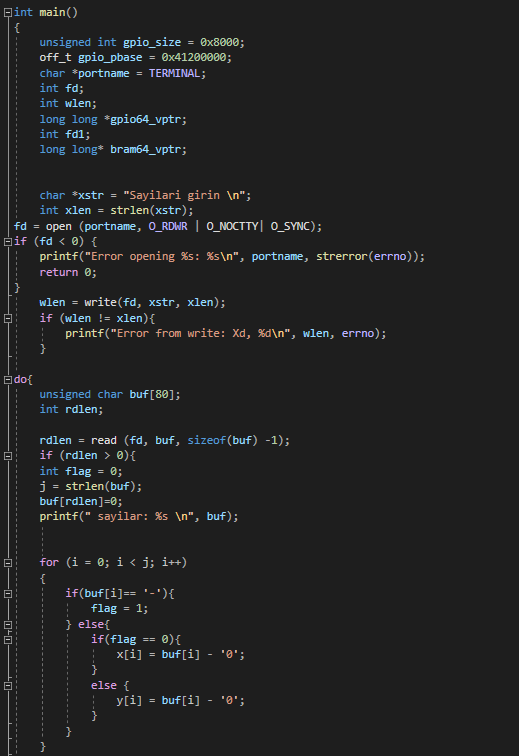 int main()
{
unsigned int gpio_size = 0x8000;
off_t gpio_pbase = 0x41200000;
char *portname = TERMINAL;
int fd;
int wlen;
long long *gpio64_vptr;
int fd1;
long long* bram64_vptr;
char *xstr = "Sayilari girin \n";
int xlen = strlen(xstr);
fd = open (portname, O_RDWR | O_NOCTTY| O_SYNC);
if (fd < 0) {
printf("Error opening %s: %s\n", portname, strerror(errno));
return 0;
}
wlen = write(fd, xstr, xlen);
if (wlen != xlen){
printf("Error from write: Xd, %d\n", wlen, errno);
}
do{
unsigned char buf[80];
int rdlen;
rdlen = read (fd, buf, sizeof(buf) -1);
if (rdlen > 0){
int flag = 0;
j = strlen(buf);
buf[rdlen]=0;
printf(" sayilar: %s \n", buf);
for (i = 0; i < j; i++)
{
if(buf[i]== '-'){
flag = 1;
} else{
if(flag == 0){
x[i] = buf[i] - '0';
}
else {
y[i] = buf[i] - '0';
}
}
}